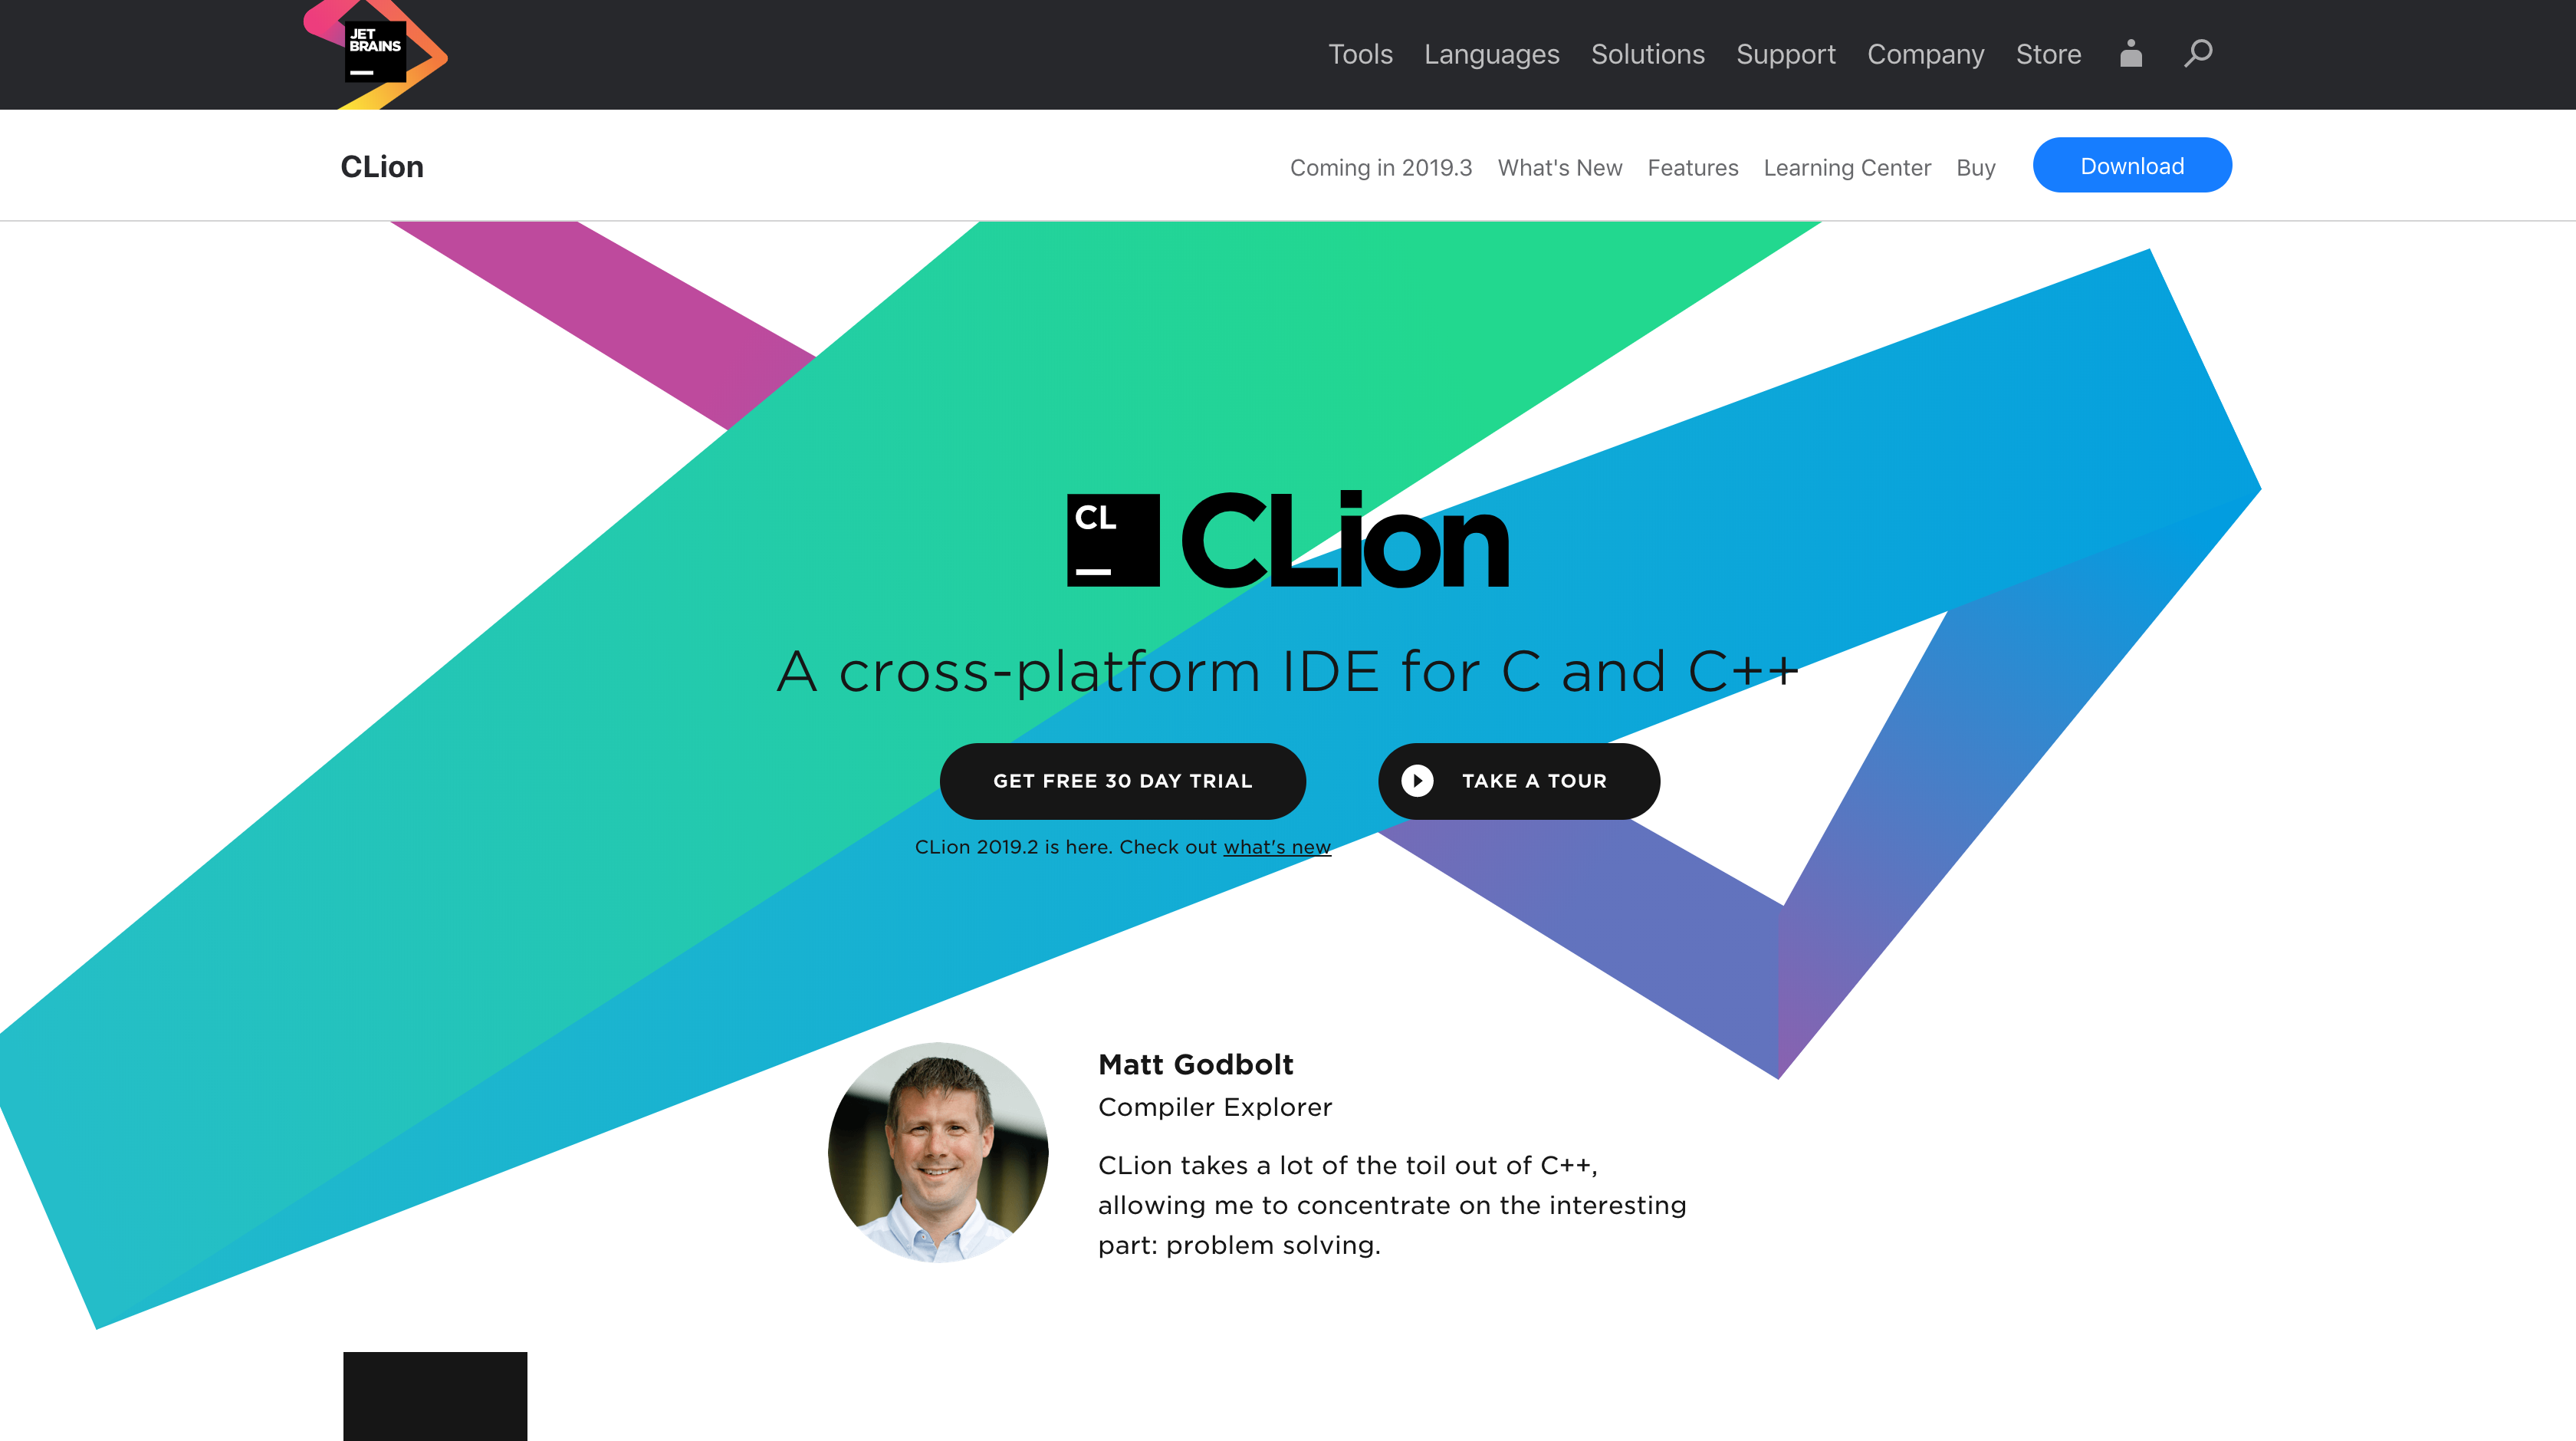 JET
BRAINS
Tools Languages Solutions Support Company Store
CLion
Coming in 2019.3 What's New Features Learning Center Buy Download
CL
CLion
A cross-platform IDE for C and C++
GET FREE 30 DAY TRIAL
TAKE A TOUR
CLion 2019.2 is here. Check out what's new
Matt Godbolt
Compiler Explorer
CLion takes a lot of the toil out of C++,
allowing me to concentrate on the interesting
part: problem solving.